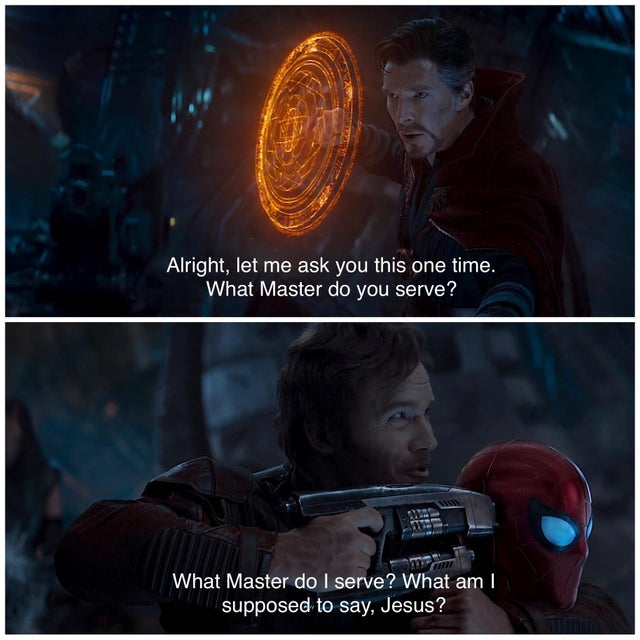 Alright, let me ask you this one time.
What Master do you serve?
What Master do I serve? What am I
supposed to say, Jesus?